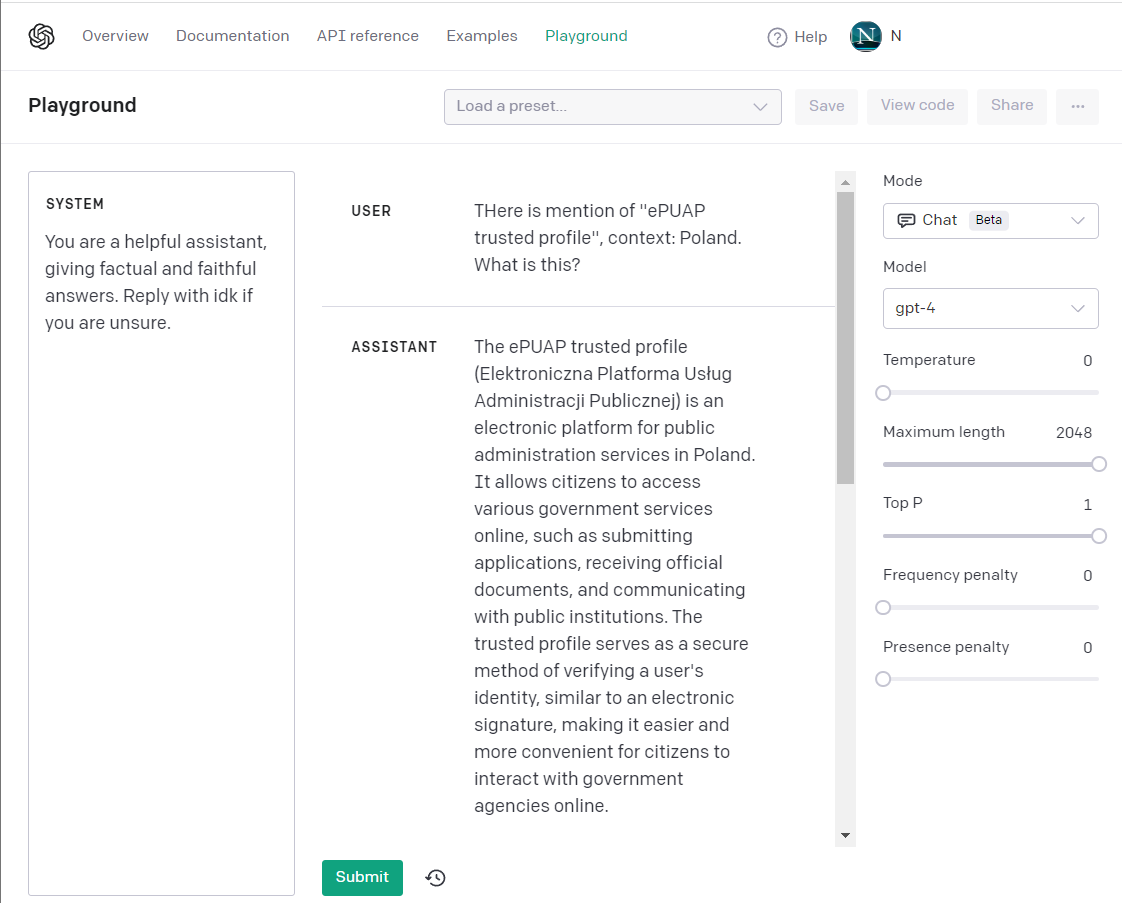 Overview Documentation API reference Examples Playground Help N N
Playground
Load a preset... Save View code Share ...
SYSTEM
You are a helpful assistant,
giving factual and faithful
answers. Reply with idk if
you are unsure.
USER
THere is mention of "ePUAP
trusted profile", context: Poland.
What is this?
ASSISTANT
The ePUAP trusted profile
(Elektroniczna Platforma Usług
Administracji Publicznej) is an
electronic platform for public
administration services in Poland.
It allows citizens to access
various government services
online, such as submitting
applications, receiving official
documents, and communicating
with public institutions. The
trusted profile serves as a secure
method of verifying a user's
identity, similar to an electronic
signature, making it easier and
more convenient for citizens to
interact with government
agencies online.
Submit
Mode
Chat Beta
Model
gpt-4
Temperature 0
Maximum length 2048
Top P 1
Frequency penalty 0
Presence penalty 0